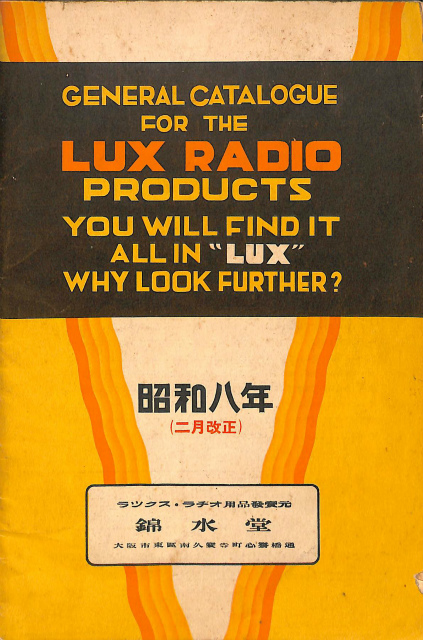 GENERAL CATALOGUE
FOR THE
LUX RADIO
PRODUCTS
YOU WILL FIND IT
ALL IN "LUX"
WHY LOOK FURTHER?
昭和八年
(二月改正)
ラックス・ラヂオ用品發賣元
錦水堂
大阪市東區南久寳寺町心齋橋通